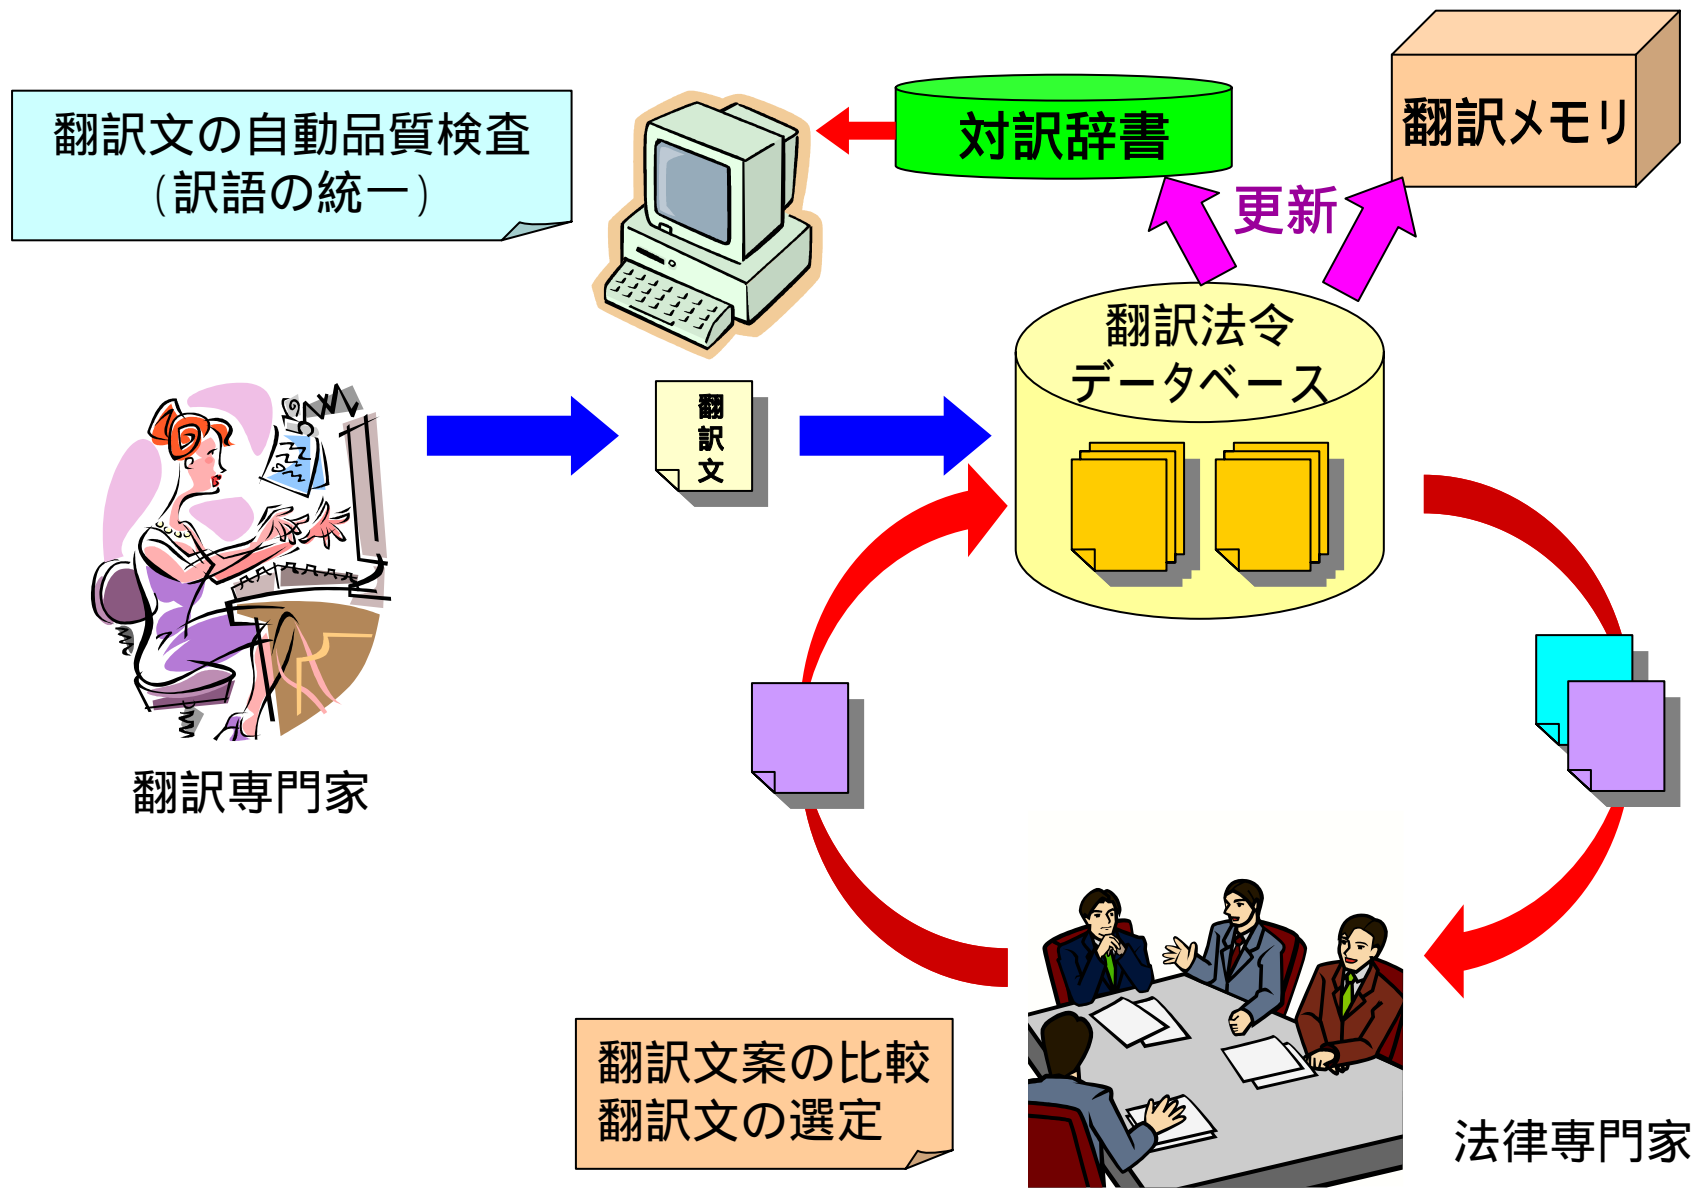 翻訳文の自動品質検査
(訳語の統一)
対訳辞書
翻訳メモリ
更新
翻訳法令
データベース
翻訳文
翻訳専門家
翻訳文案の比較
翻訳文の選定
法律専門家